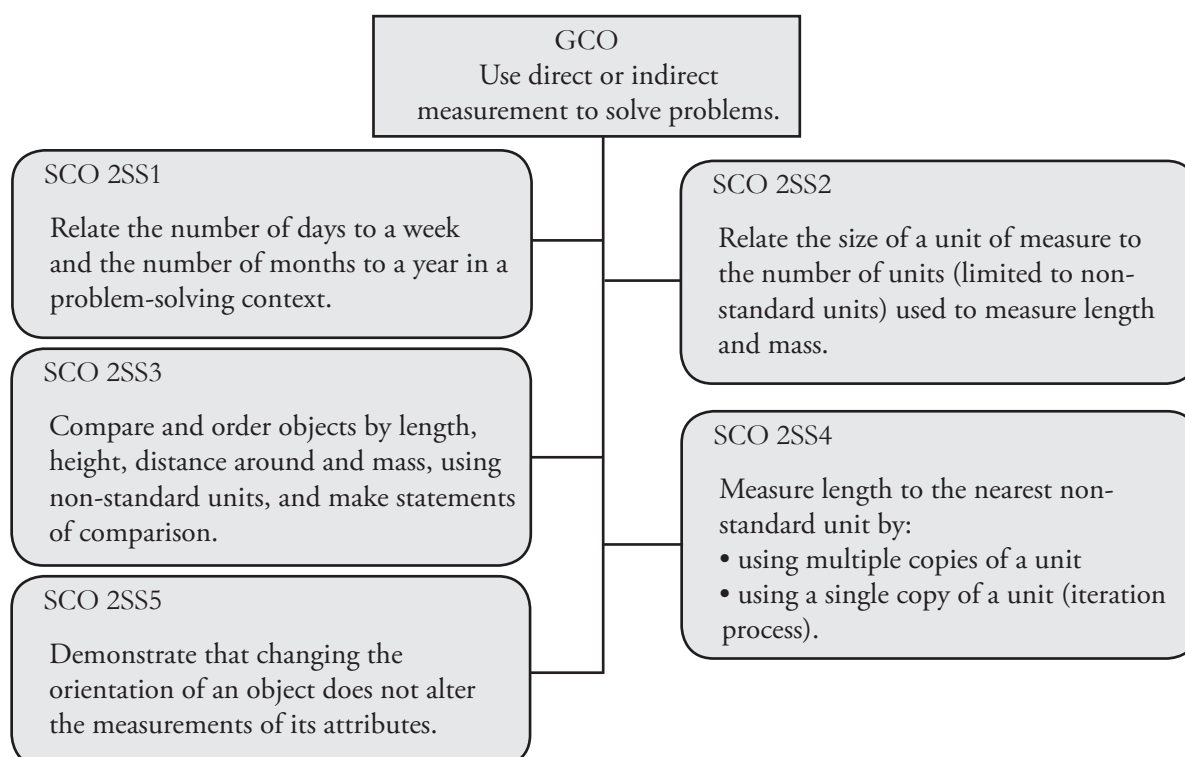 GCO
Use direct or indirect
measurement to solve problems.
SCO 2SS1
Relate the number of days to a week
and the number of months to a year in a
problem-solving context.
SCO 2SS2
Relate the size of a unit of measure to
the number of units (limited to non-
standard units) used to measure length
and mass.
SCO 2SS3
Compare and order objects by length,
height, distance around and mass, using
non-standard units, and make statements
of comparison.
SCO 2SS4
Measure length to the nearest non-
standard unit by:
• using multiple copies of a unit
• using a single copy of a unit (iteration
process).
SCO 2SS5
Demonstrate that changing the
orientation of an object does not alter
the measurements of its attributes.